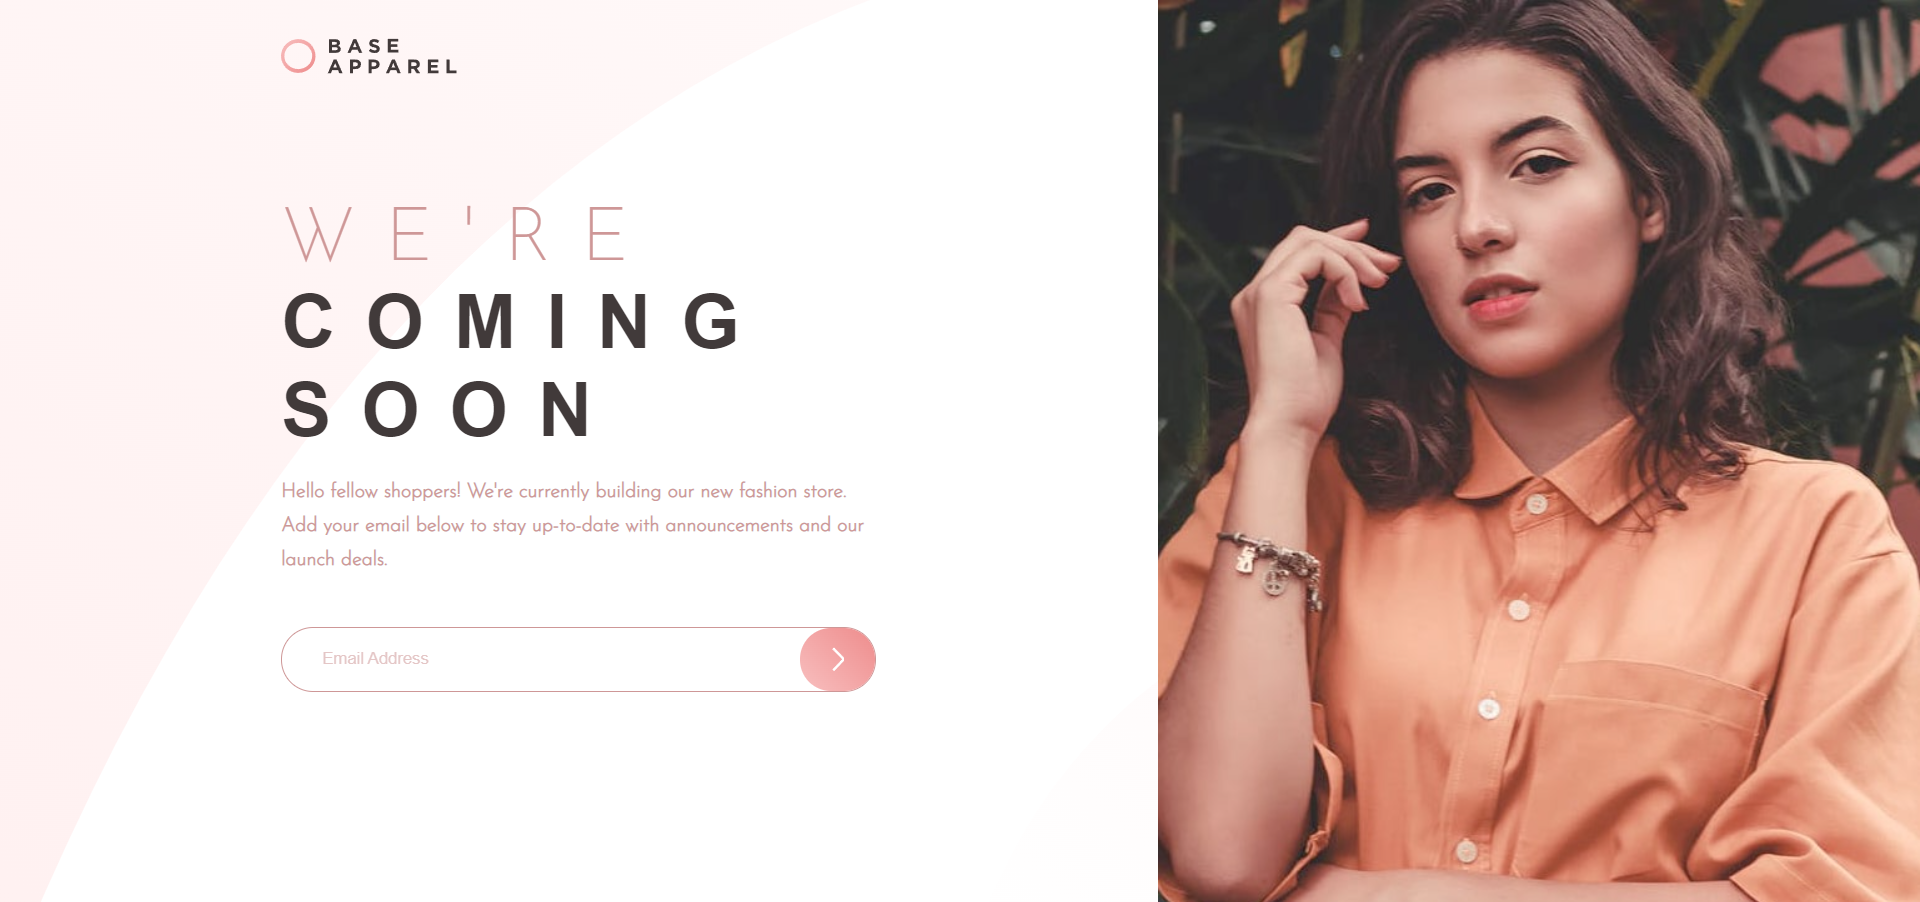 BASE
APPAREL
WE'RE
COMING
SOON
Hello fellow shoppers! We're currently building our new fashion store.
Add your email below to stay up-to-date with announcements and our
launch deals.
Email Address